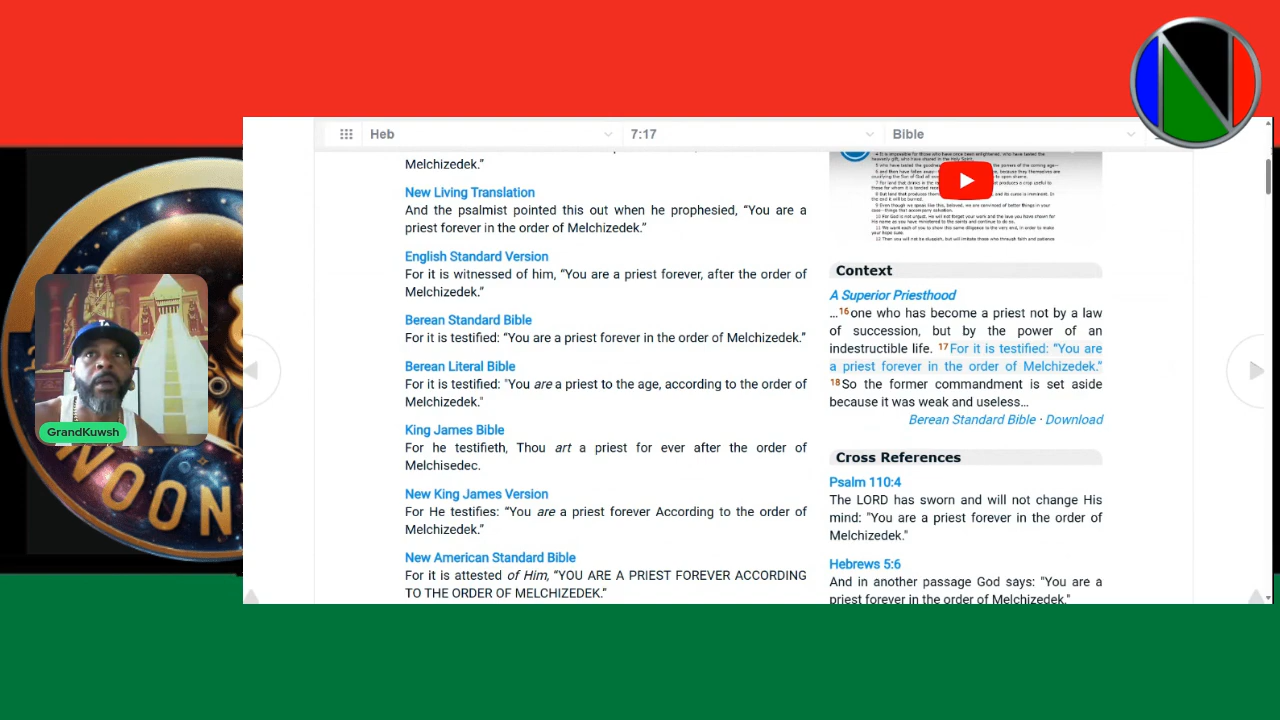 Heb
7:17
Bible
Melchizedek.”
New Living Translation
And the psalmist pointed this out when he prophesied, “You are a
priest forever in the order of Melchizedek.”
English Standard Version
For it is witnessed of him, “You are a priest forever, after the order of
Melchizedek.”
Berean Standard Bible
For it is testified: “You are a priest forever in the order of Melchizedek.”
Berean Literal Bible
For it is testified: "You are a priest to the age, according to the order of
Melchizedek."
King James Bible
For he testifieth, Thou art a priest for ever after the order of
Melchisedec.
New King James Version
For He testifies: “You are a priest forever According to the order of
Melchizedek.”
New American Standard Bible
For it is attested of Him, “YOU ARE A PRIEST FOREVER ACCORDING
TO THE ORDER OF MELCHIZEDEK.”
Context
A Superior Priesthood
…16one who has become a priest not by a law
of succession, but by the power of an
indestructible life. 17For it is testified: “You are
a priest forever in the order of Melchizedek.”
18So the former commandment is set aside
because it was weak and useless…
Berean Standard Bible · Download
Cross References
Psalm 110:4
The LORD has sworn and will not change His
mind: "You are a priest forever in the order of
Melchizedek."
Hebrews 5:6
And in another passage God says: "You are a
priest forever in the order of Melchizedek."
GrandKuwsh
NOON
N